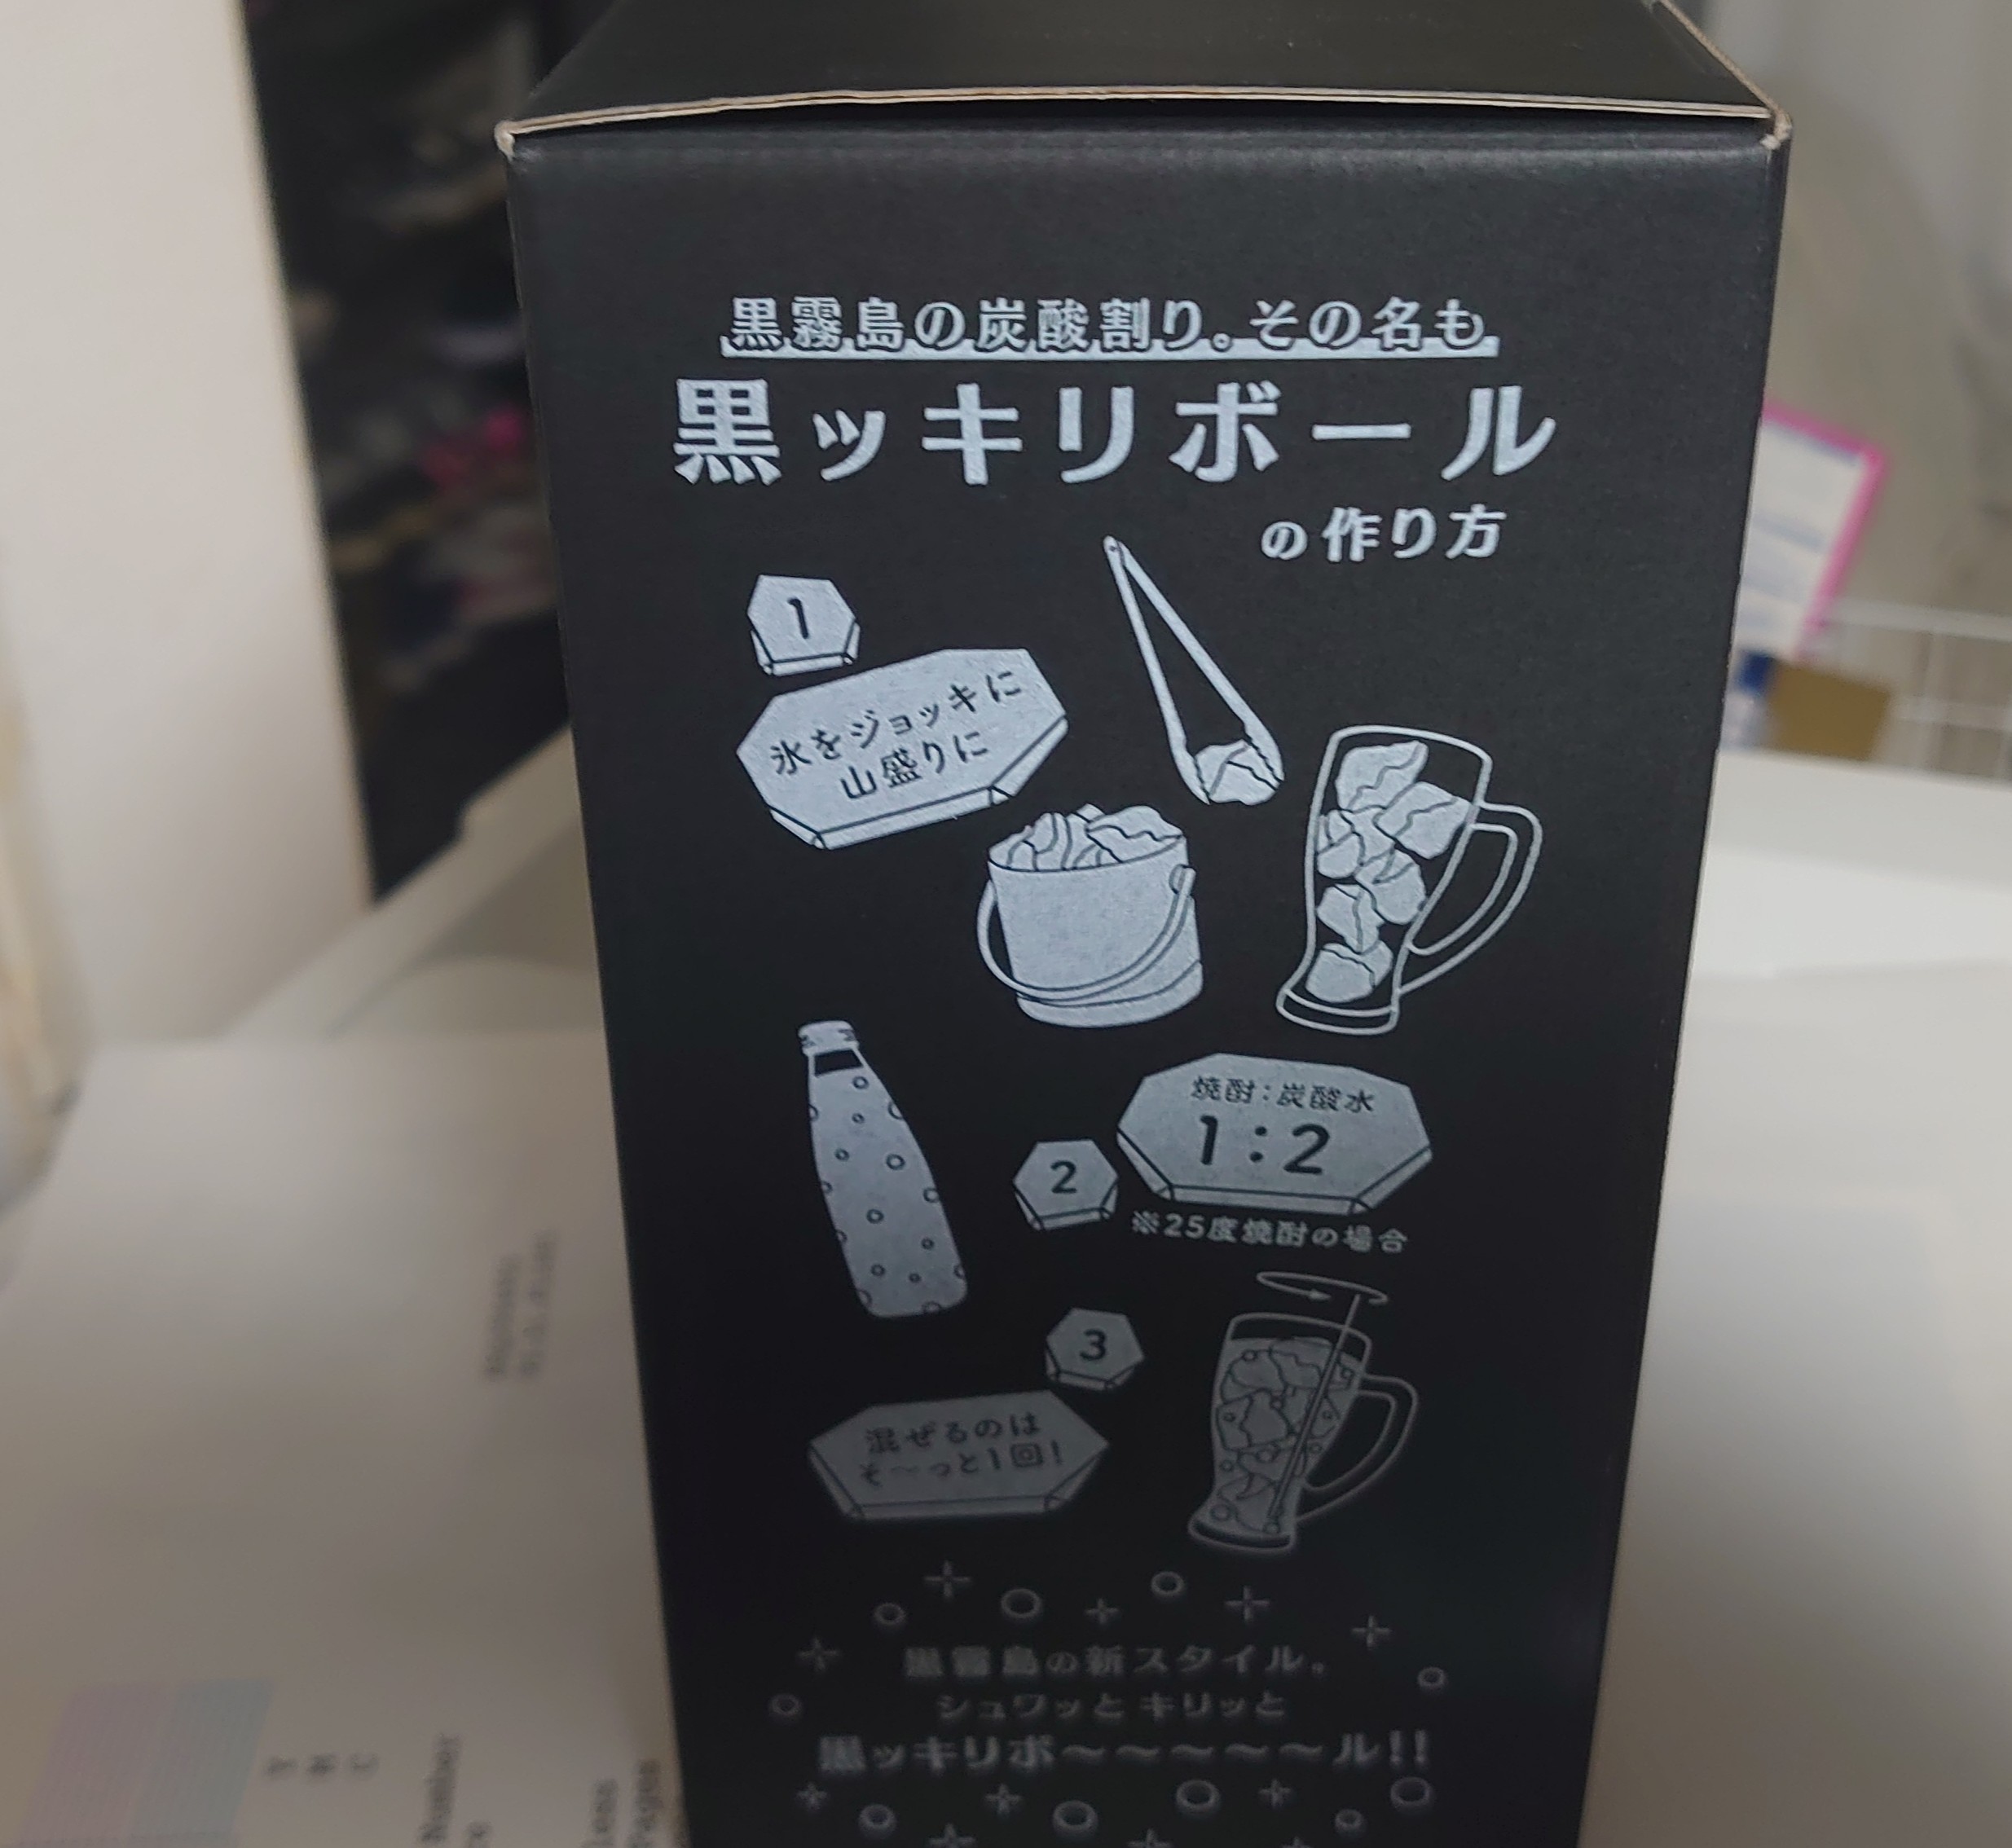 黒霧島の炭酸割り。その名も
黒ッキリボール
の作り方
1
氷をジョッキに
山盛りに
焼酎:炭酸水
1:2
2
※25度焼酎の場合
3
混ぜるのは
そ〜っと1回!
黒霧島の新スタイル。
シュワッと キリッと
黒ッキリボ〜〜〜〜〜ル!!
Number
Pages